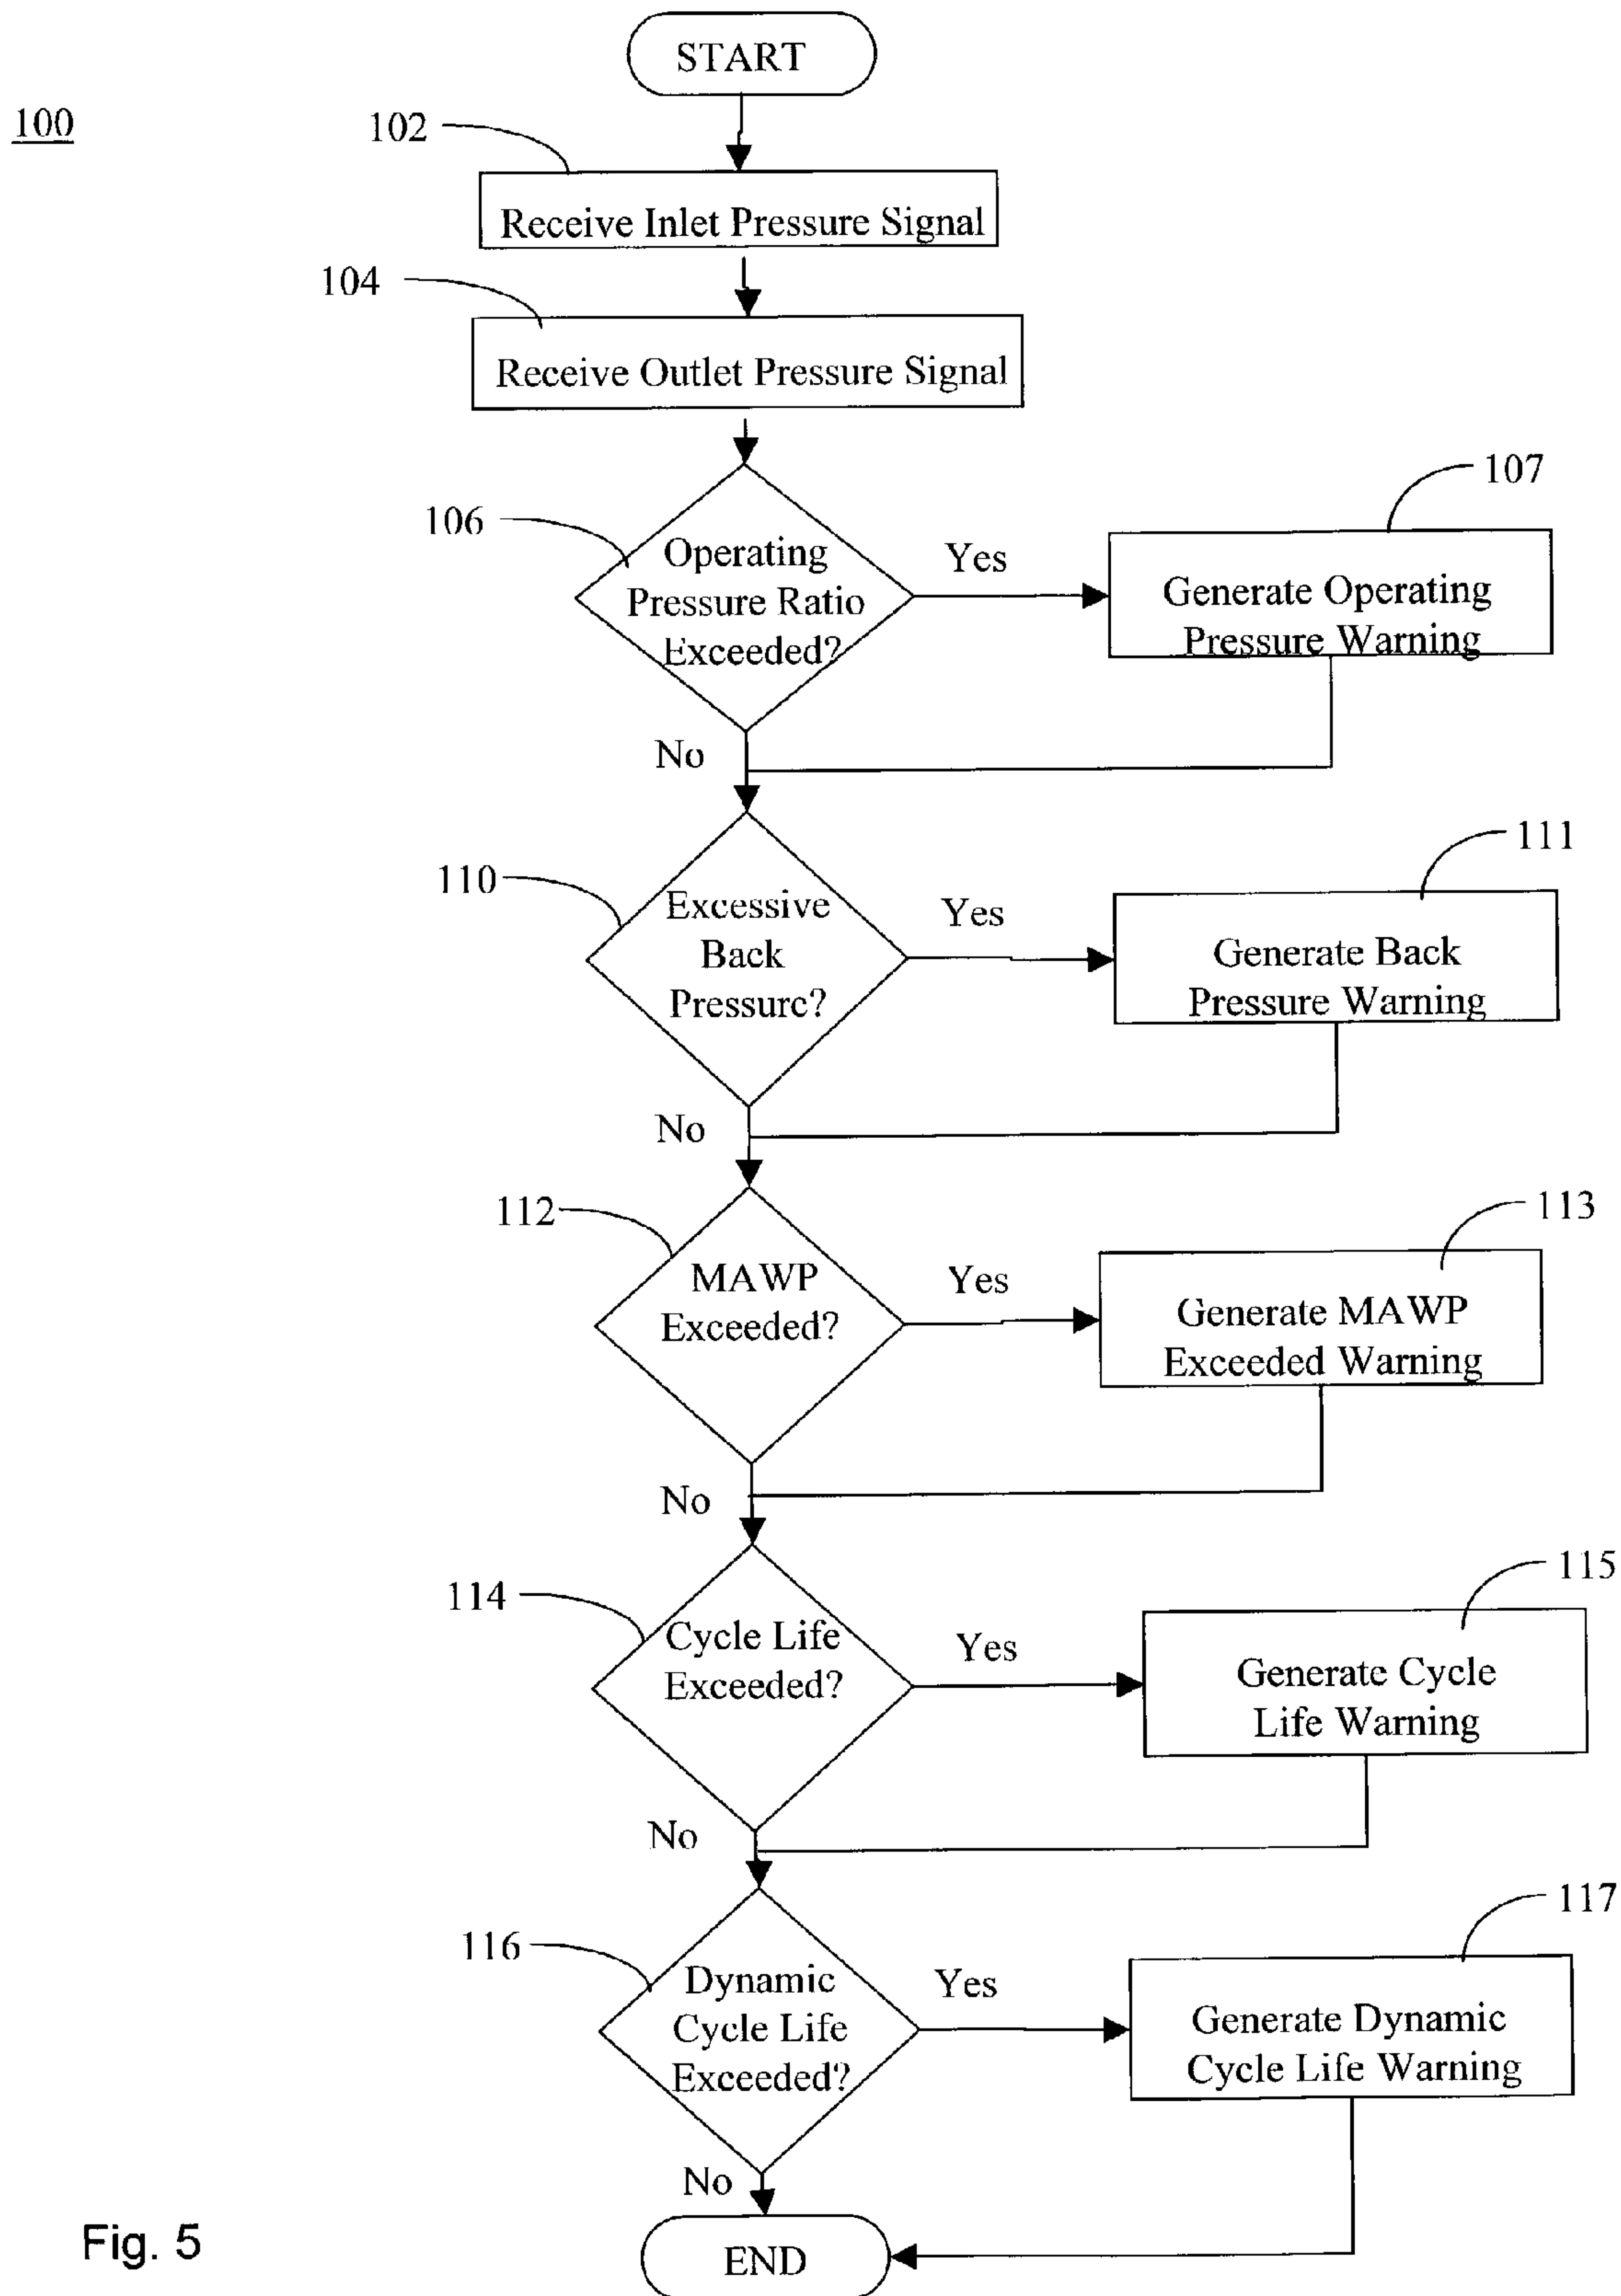 START
100
102
Receive Inlet Pressure Signal
104
Receive Outlet Pressure Signal
107
106
Operating
Pressure Ratio
Exceeded?
Yes
Generate Operating
Pressure Warning
No
111
110
Excessive
Back
Pressure?
Yes
Generate Back
Pressure Warning
No
113
112
MAWP
Exceeded?
Yes
Generate MAWP
Exceeded Warning
No
115
114
Cycle Life
Exceeded?
Yes
Generate Cycle
Life Warning
No
117
116
Dynamic
Cycle Life
Exceeded?
Yes
Generate Dynamic
Cycle Life Warning
No
END
Fig. 5